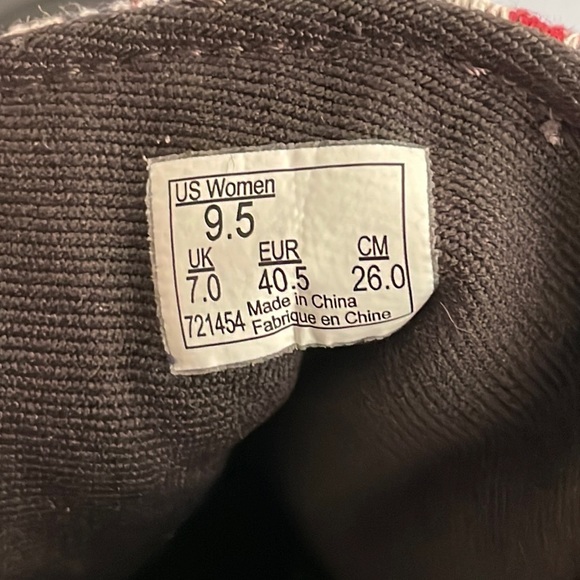 US Women
9.5
UK EUR CM
7.0 40.5 26.0
721454 Made in China
Fabrique en Chine